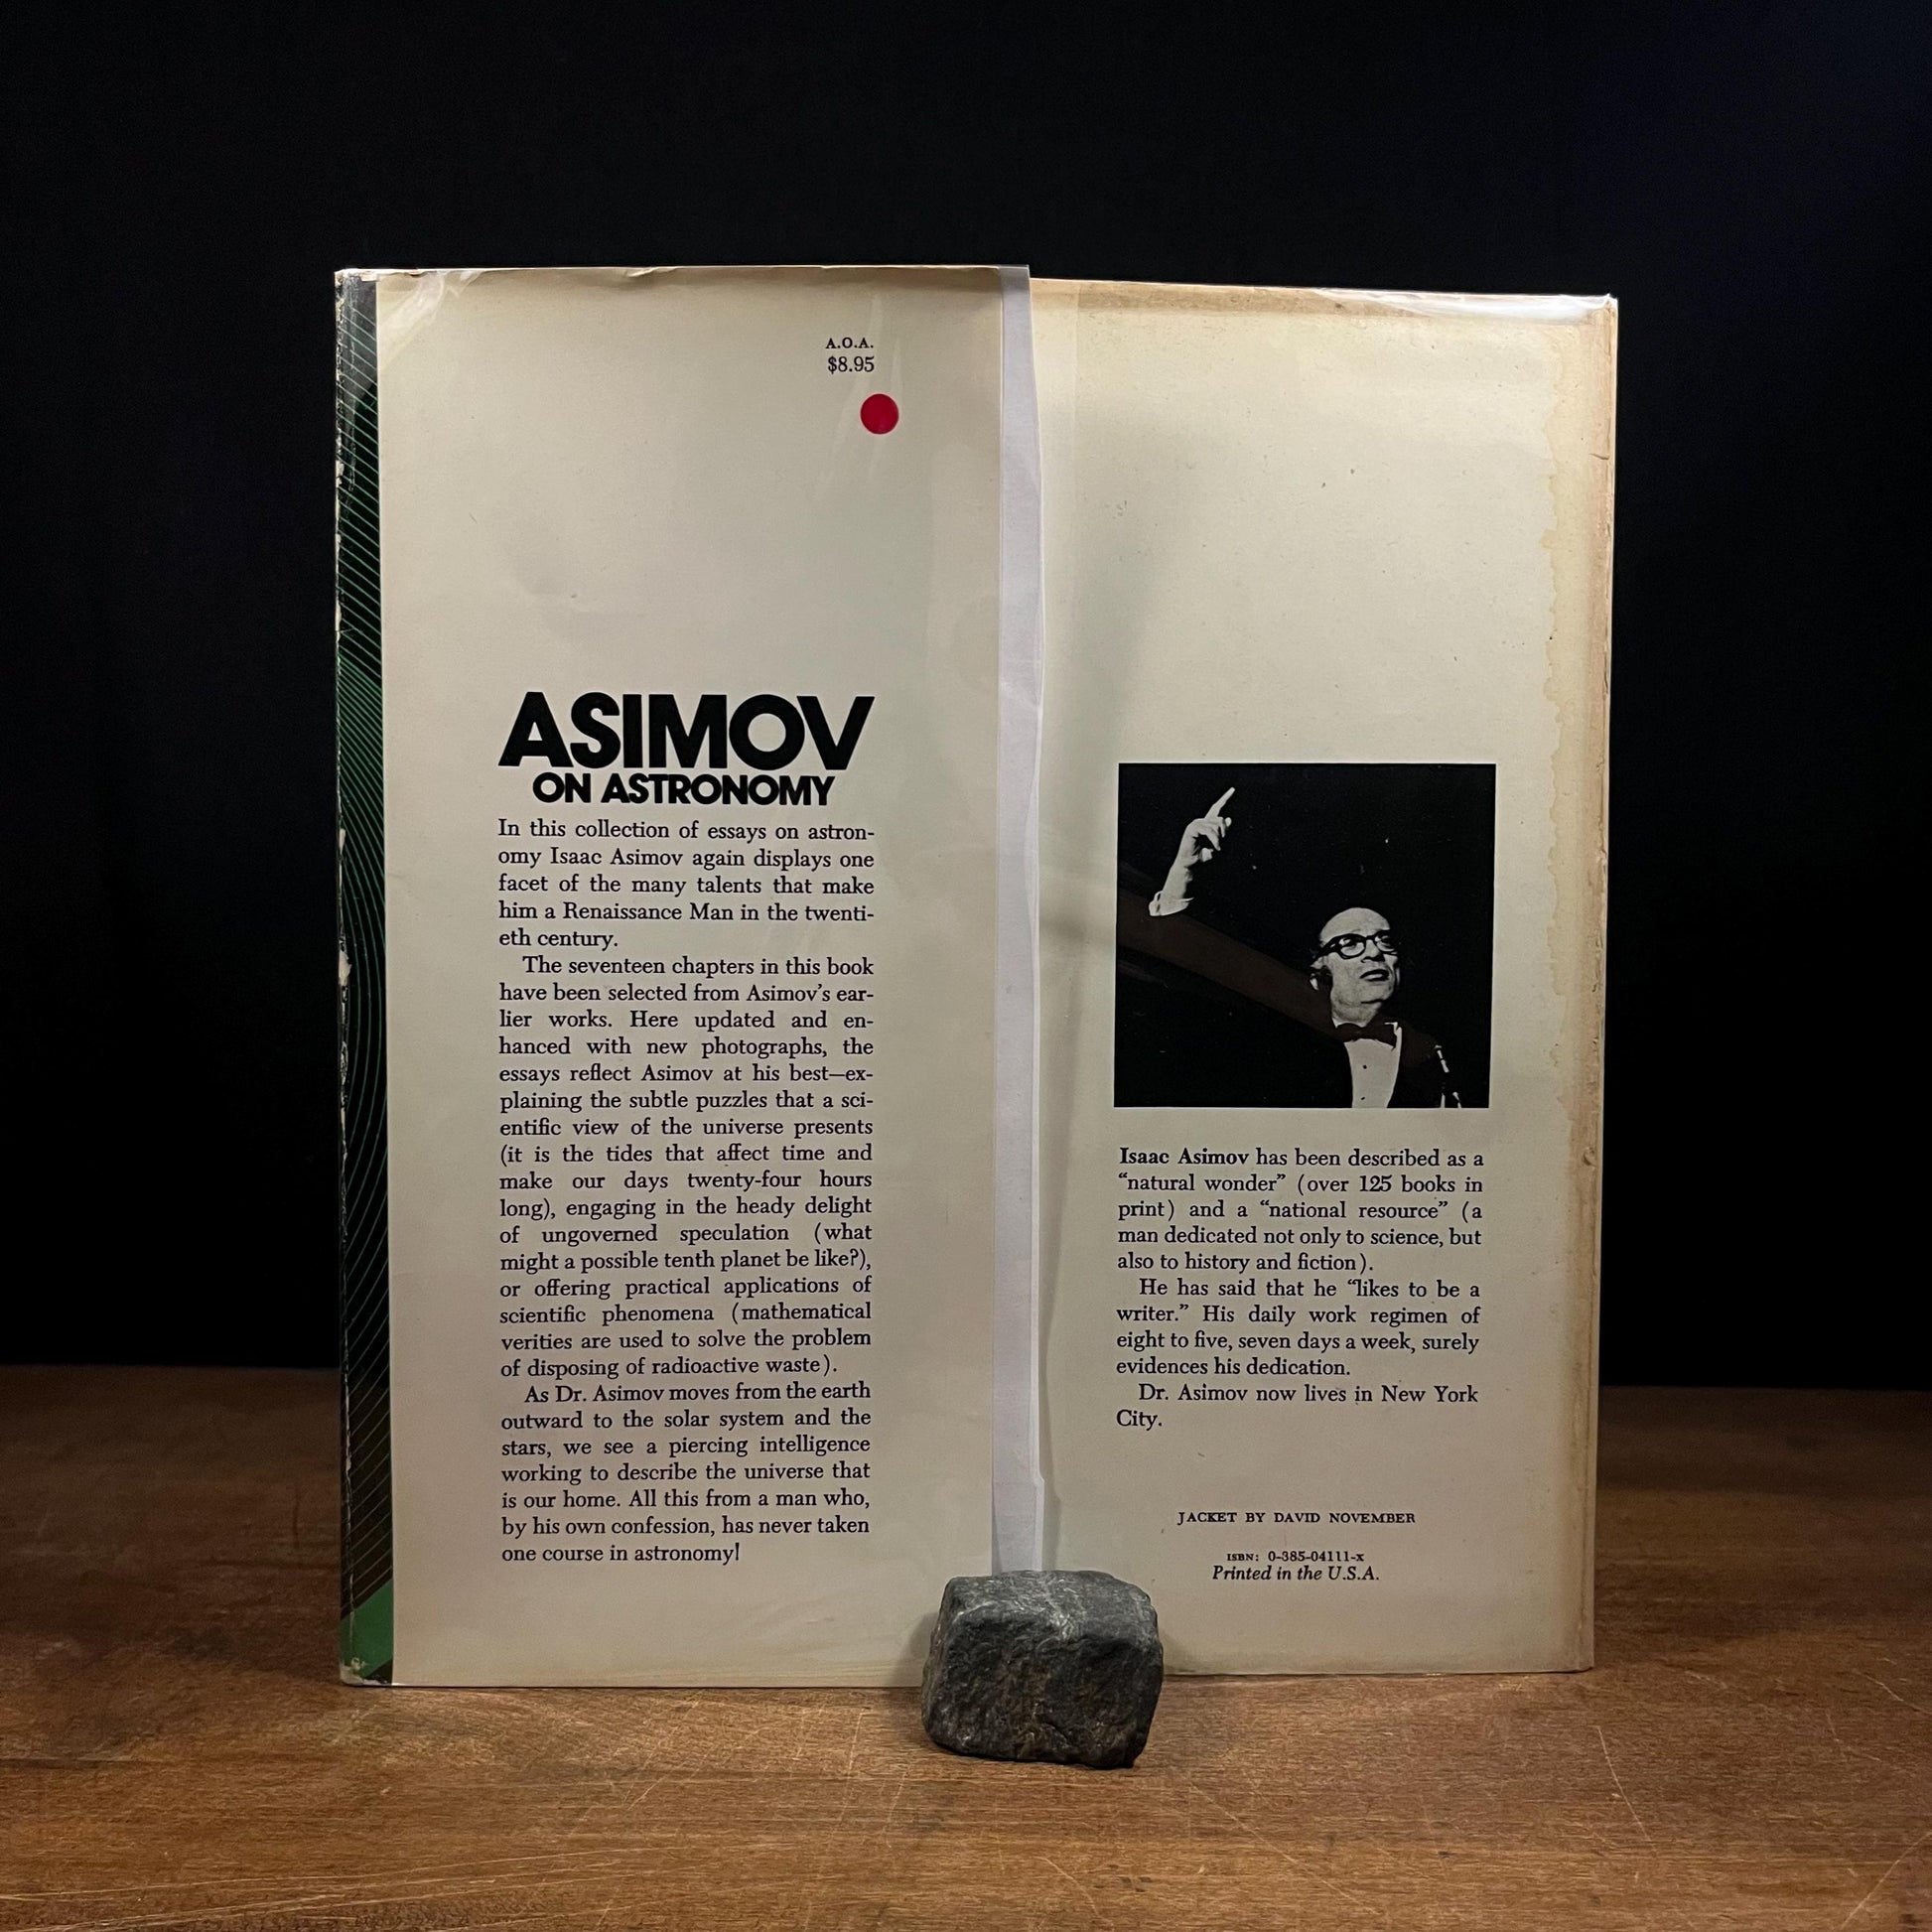 A.O.A.
$8.95
ASIMOV
ON ASTRONOMY
In this collection of essays on astron-
omy Isaac Asimov again displays one
facet of the many talents that make
him a Renaissance Man in the twenti-
eth century.
The seventeen chapters in this book
have been selected from Asimov's ear-
lier works. Here updated and en-
hanced with new photographs, the
essays reflect Asimov at his best—ex-
plaining the subtle puzzles that a sci-
entific view of the universe presents
(it is the tides that affect time and
make our days twenty-four hours
long), engaging in the heady delight
of ungoverned speculation (what
might a possible tenth planet be like?),
or offering practical applications of
scientific phenomena (mathematical
verities are used to solve the problem
of disposing of radioactive waste).
As Dr. Asimov moves from the earth
outward to the solar system and the
stars, we see a piercing intelligence
working to describe the universe that
is our home. All this from a man who,
by his own confession, has never taken
one course in astronomy!
Isaac Asimov has been described as a
“natural wonder” (over 125 books in
print) and a “national resource” (a
man dedicated not only to science, but
also to history and fiction).
He has said that he “likes to be a
writer.” His daily work regimen of
eight to five, seven days a week, surely
evidences his dedication.
Dr. Asimov now lives in New York
City.
JACKET BY DAVID NOVEMBER
ISBN: 0-385-04111-X
Printed in the U.S.A.